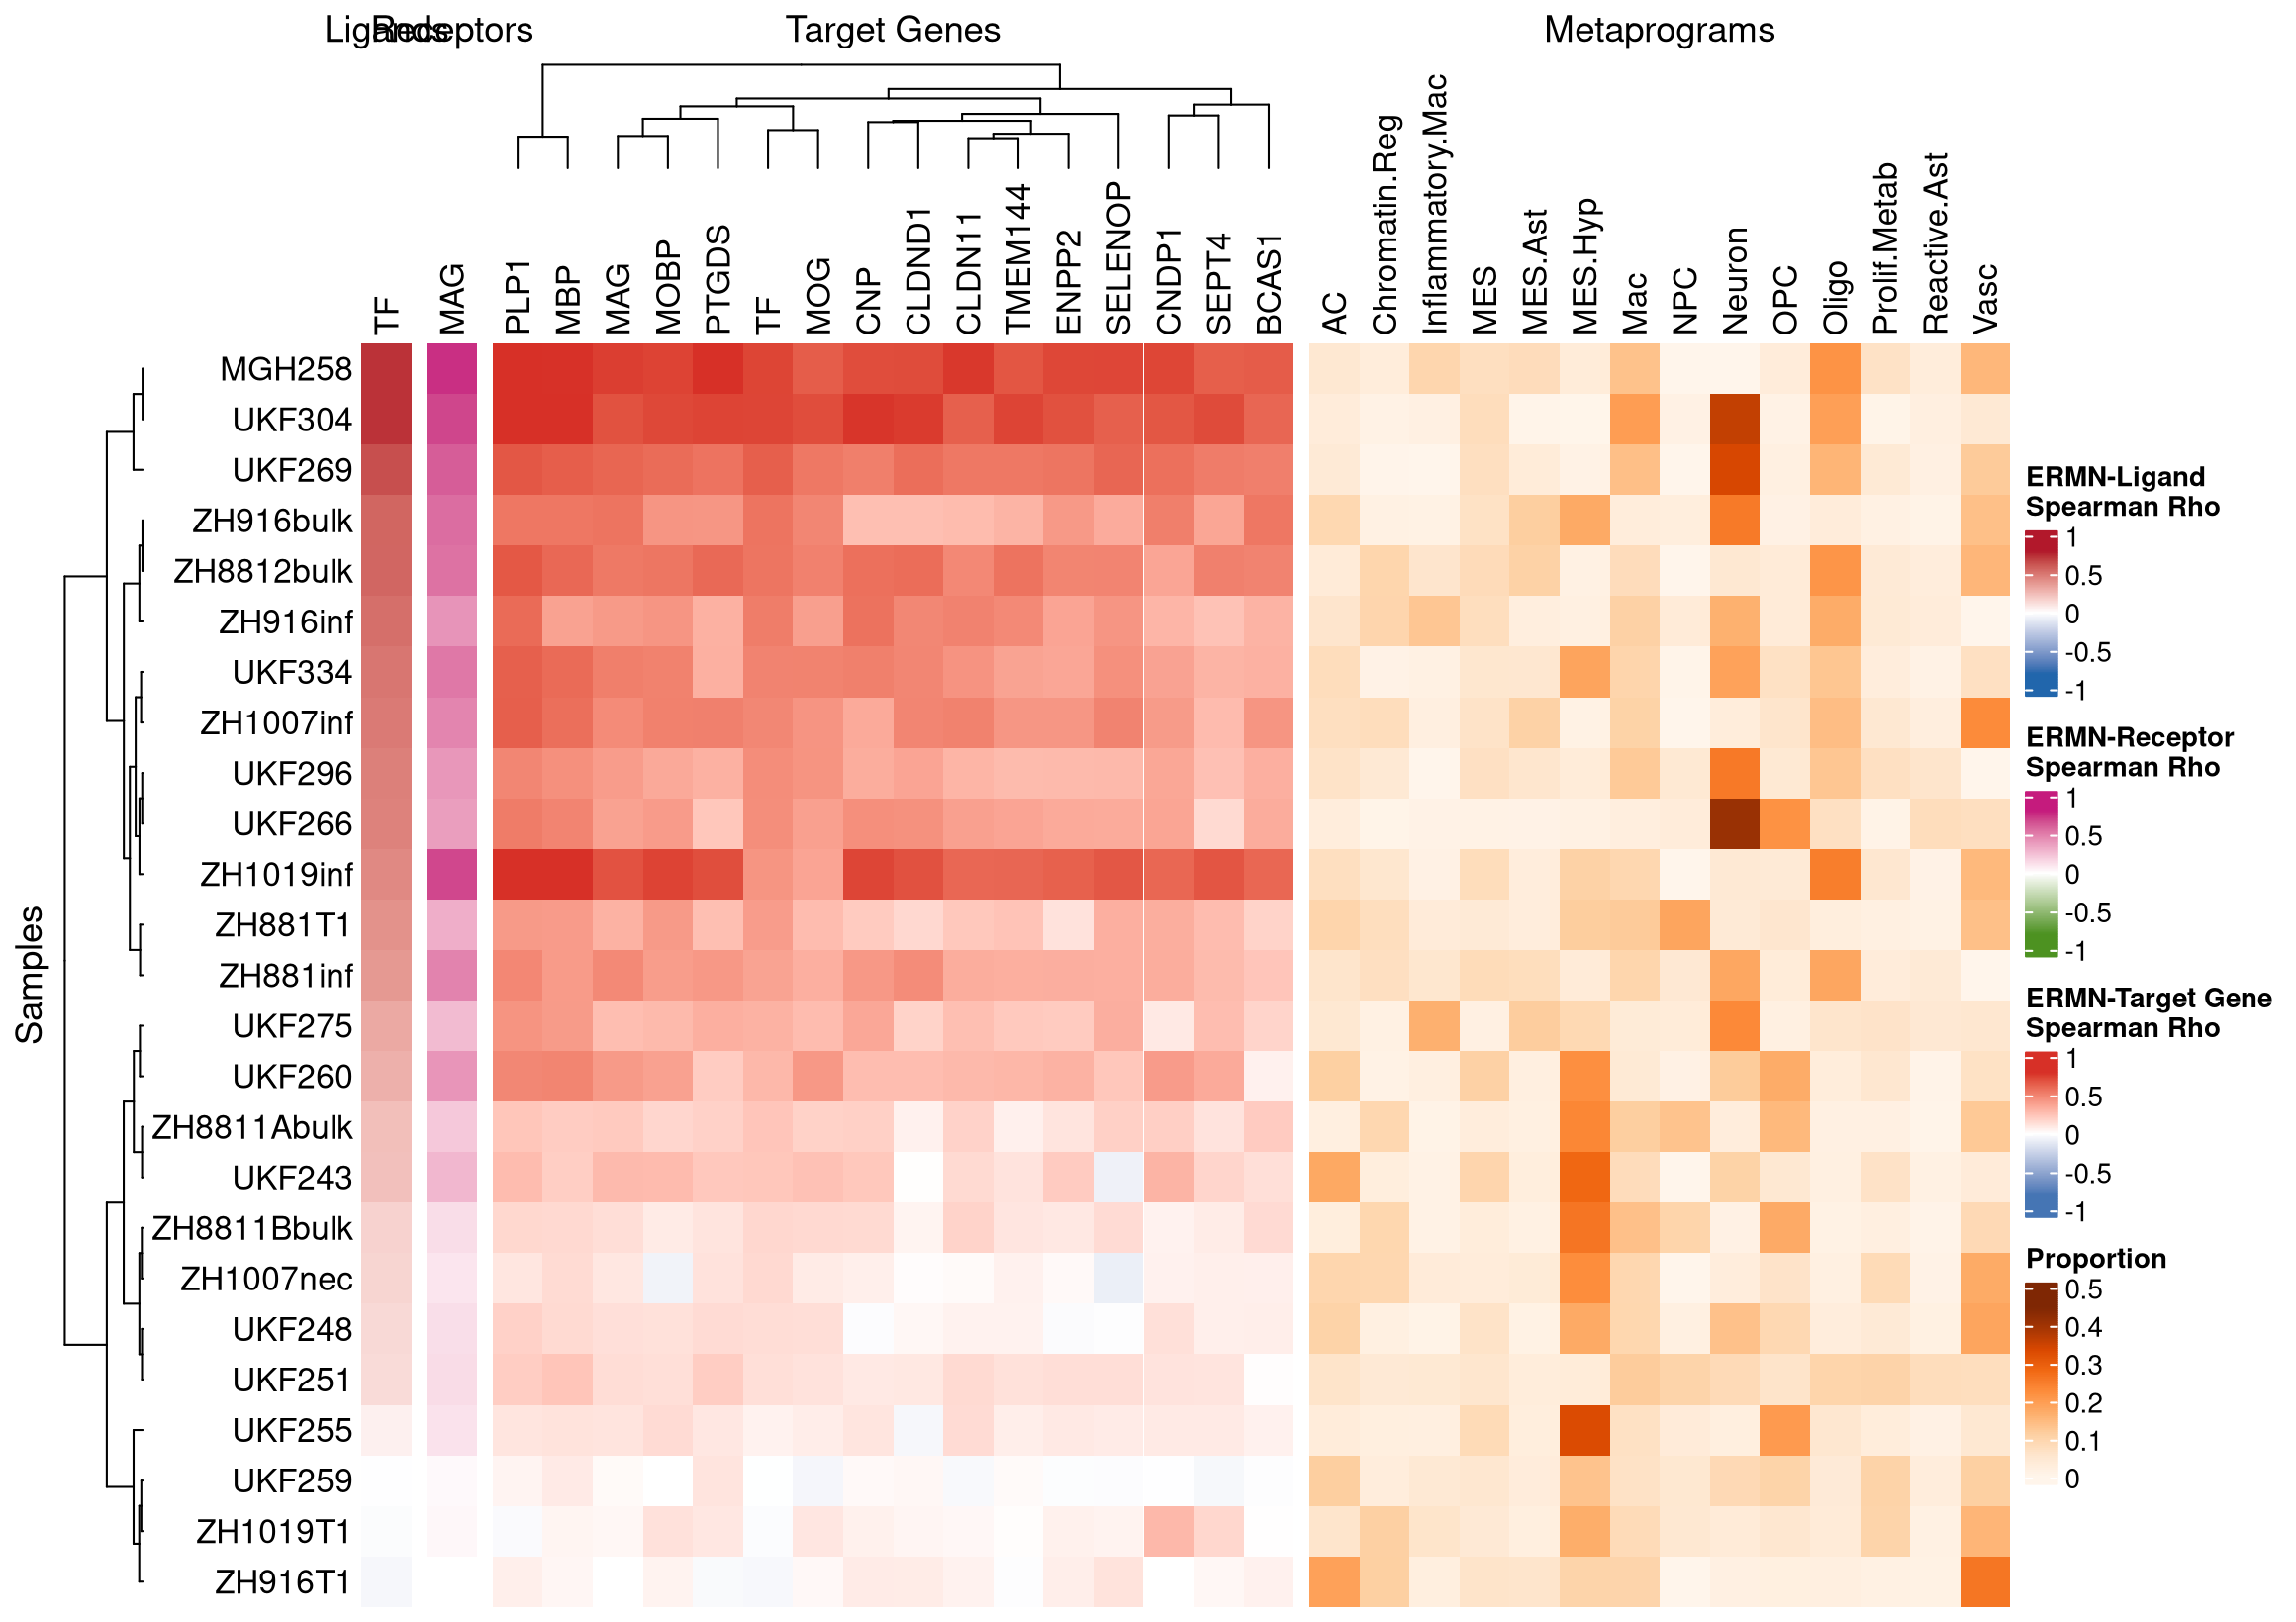 Ligands
Receptors
Target Genes
Metaprograms
TF
MAG
PLP1
MBP
MAG
MOBP
PTGDS
TF
MOG
CNP
CLDND1
CLDN11
TMEM144
ENPP2
SELENOP
CNDP1
SEPT4
BCAS1
AC
Chromatin.Reg
Inflammatory.Mac
MES
MES.Ast
MES.Hyp
Mac
NPC
Neuron
OPC
Oligo
Prolif.Metab
Reactive.Ast
Vasc
Samples
MGH258
UKF304
UKF269
ZH916bulk
ZH8812bulk
ZH916inf
UKF334
ZH1007inf
UKF296
UKF266
ZH1019inf
ZH881T1
ZH881inf
UKF275
UKF260
ZH8811Abulk
UKF243
ZH8811Bbulk
ZH1007nec
UKF248
UKF251
UKF255
UKF259
ZH1019T1
ZH916T1
ERMN-Ligand
Spearman Rho
1
0.5
0
-0.5
-1
ERMN-Receptor
Spearman Rho
1
0.5
0
-0.5
-1
ERMN-Target Gene
Spearman Rho
1
0.5
0
-0.5
-1
Proportion
0.5
0.4
0.3
0.2
0.1
0